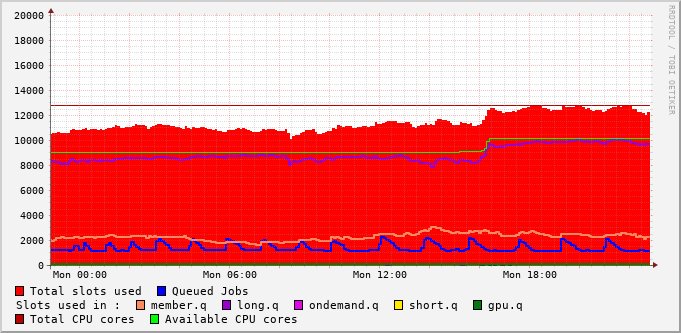 20000
18000
16000
14000
12000
10000
8000
6000
4000
2000
0
Mon 00:00 Mon 06:00 Mon 12:00 Mon 18:00
RRDTOOL / TOBI OETIKER
Total slots used Queued Jobs
Slots used in : member.q long.q ondemand.q short.q gpu.q
Total CPU cores Available CPU cores